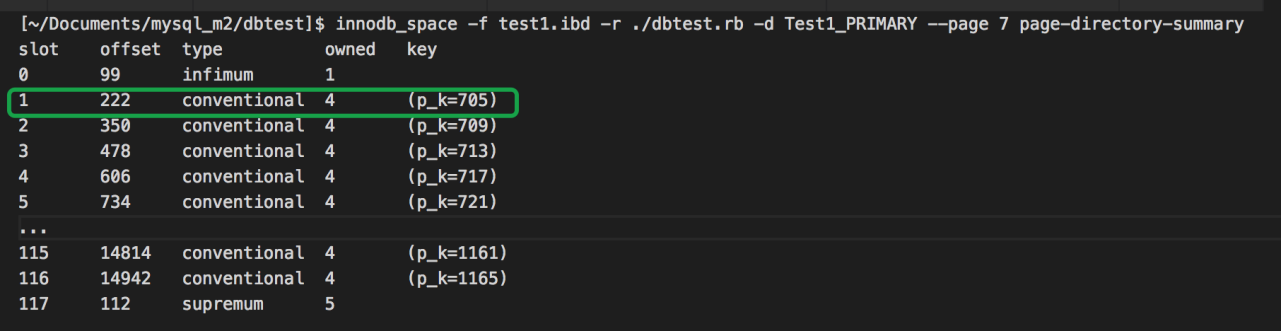 [~/Documents/mysql_m2/dbtest]$ innodb_space -f test1.ibd -r ./dbtest.rb -d Test1_PRIMARY --page 7 page-directory-summary
slot    offset  type          owned   key
0       99      infimum       1
1       222     conventional  4       (p_k=705)
2       350     conventional  4       (p_k=709)
3       478     conventional  4       (p_k=713)
4       606     conventional  4       (p_k=717)
5       734     conventional  4       (p_k=721)
...
115     14814   conventional  4       (p_k=1161)
116     14942   conventional  4       (p_k=1165)
117     112     supremum      5